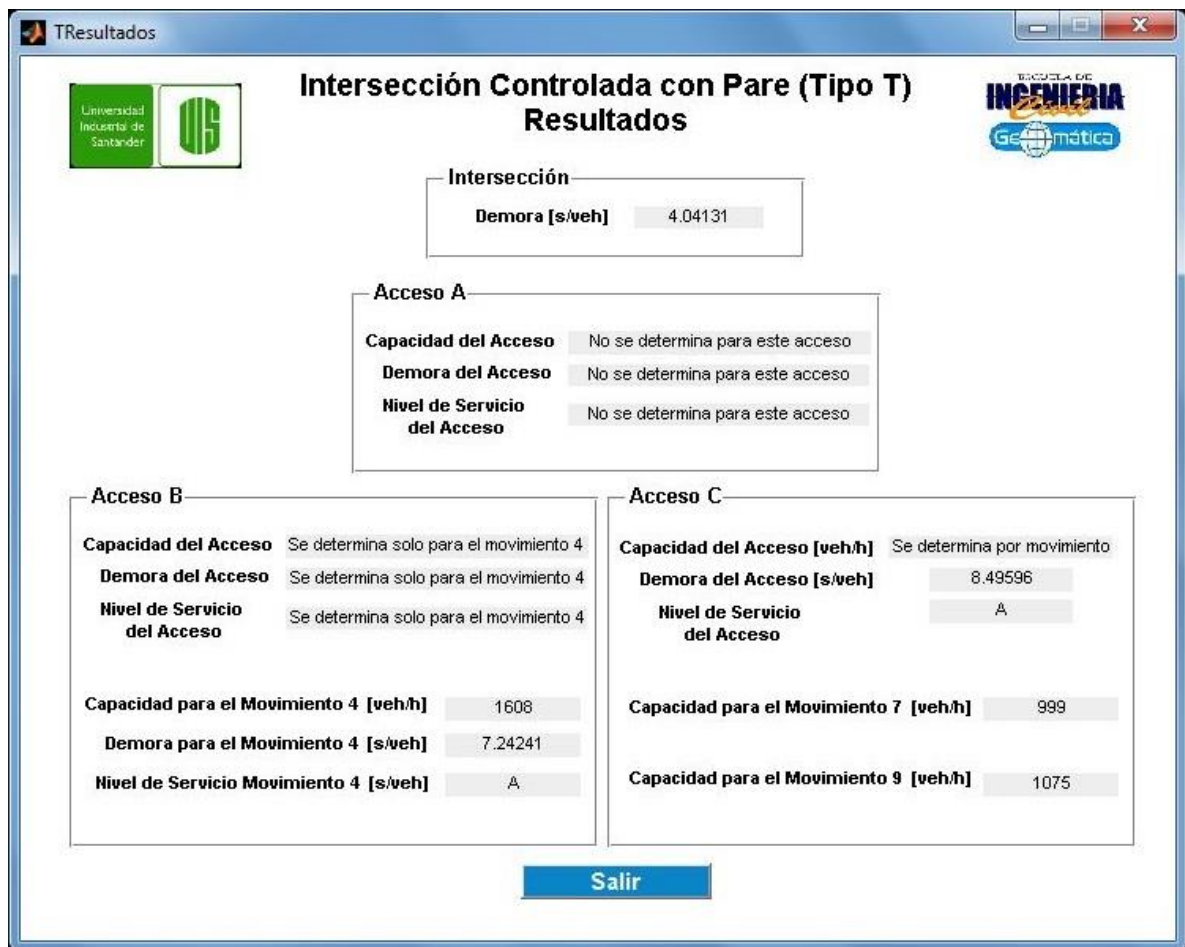 TResultados
Universidad
Industrial de
Santander
UIS
Intersección Controlada con Pare (Tipo T)
Resultados
ESCUELA DE
INGENIERIA
Civil
Geomática
Intersección
Demora [s/veh] 4.04131
Acceso A
Capacidad del Acceso No se determina para este acceso
Demora del Acceso No se determina para este acceso
Nivel de Servicio
del Acceso No se determina para este acceso
Acceso B
Capacidad del Acceso Se determina solo para el movimiento 4
Demora del Acceso Se determina solo para el movimiento 4
Nivel de Servicio
del Acceso Se determina solo para el movimiento 4
Capacidad para el Movimiento 4 [veh/h] 1608
Demora para el Movimiento 4 [s/veh] 7.24241
Nivel de Servicio Movimiento 4 [s/veh] A
Acceso C
Capacidad del Acceso [veh/h] Se determina por movimiento
Demora del Acceso [s/veh] 8.49596
Nivel de Servicio
del Acceso A
Capacidad para el Movimiento 7 [veh/h] 999
Capacidad para el Movimiento 9 [veh/h] 1075
Salir